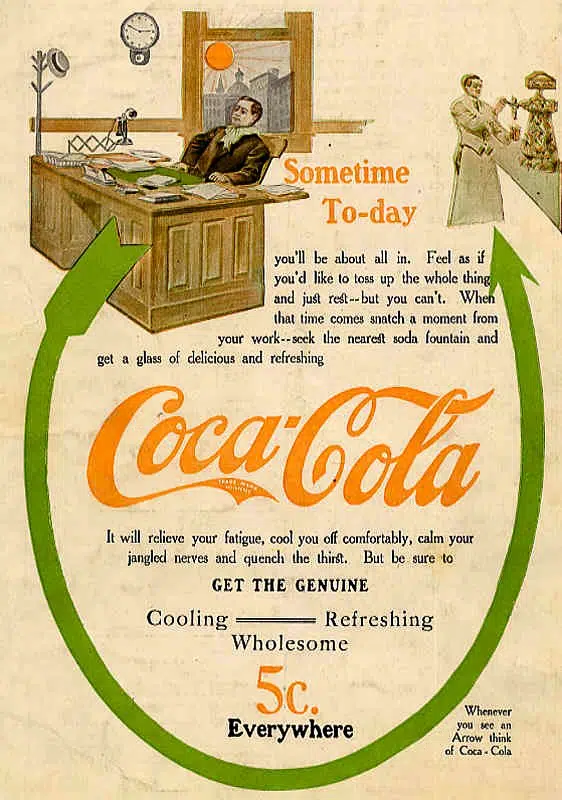 Sometime
To-day
you'll be about all in. Feel as if
you'd like to toss up the whole thing
and just rest--but you can't. When
that time comes snatch a moment from
your work--seek the nearest soda fountain and
get a glass of delicious and refreshing
Coca-Cola
It will relieve your fatigue, cool you off comfortably, calm your
jangled nerves and quench the thirst. But be sure to
GET THE GENUINE
Cooling Refreshing
Wholesome
5c.
Everywhere
Whenever
you see an
Arrow think
of Coca-Cola